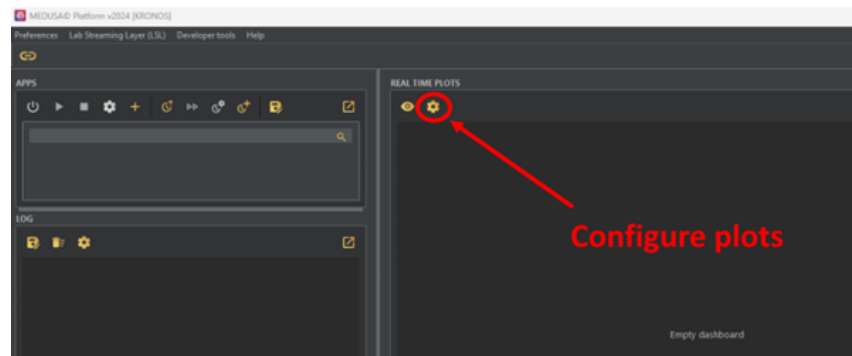 MEDUSA© Platform v2024 [KRONOS]
Preferences Lab Streaming Layer (LSL) Developer tools Help
APPS
REAL TIME PLOTS
Configure plots
LOG
Empty dashboard